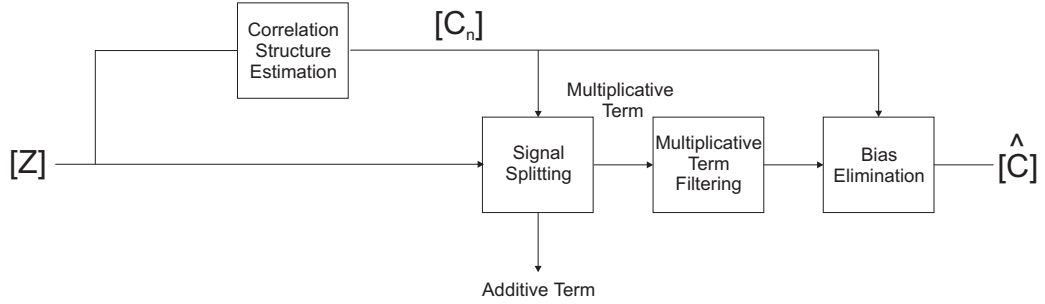 Correlation
Structure
Estimation
[Cₙ]
Multiplicative
Term
[Z]
Signal
Splitting
Multiplicative
Term
Filtering
Bias
Elimination
[Ĉ]
Additive Term